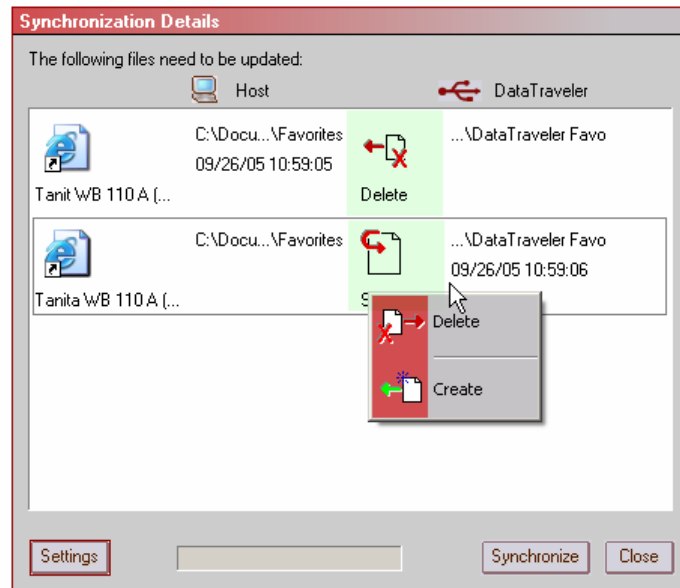 Synchronization Details
The following files need to be updated:
Host DataTraveler
C:\Docu...\Favorites ...\DataTraveler Favo
09/26/05 10:59:05
Tanit WB 110 A (... Delete
C:\Docu...\Favorites ...\DataTraveler Favo
09/26/05 10:59:06
Tanita WB 110 A (...
Delete
Create
Settings Synchronize Close